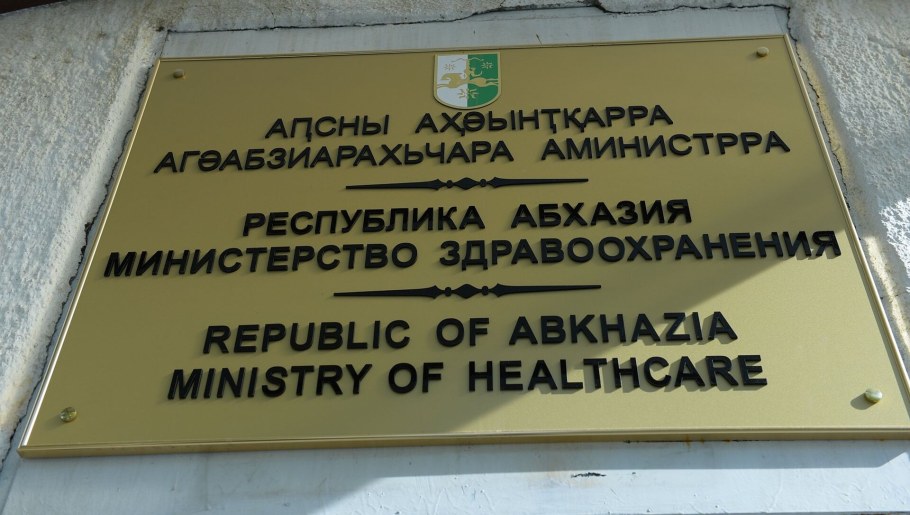 АԤСНЫ АҲӘЫНҬҚАРРА
АГӘАБЗИАРАХЬЧАРА АМИНИСТРРА
РЕСПУБЛИКА АБХАЗИЯ
МИНИСТЕРСТВО ЗДРАВООХРАНЕНИЯ
REPUBLIC OF ABKHAZIA
MINISTRY OF HEALTHCARE